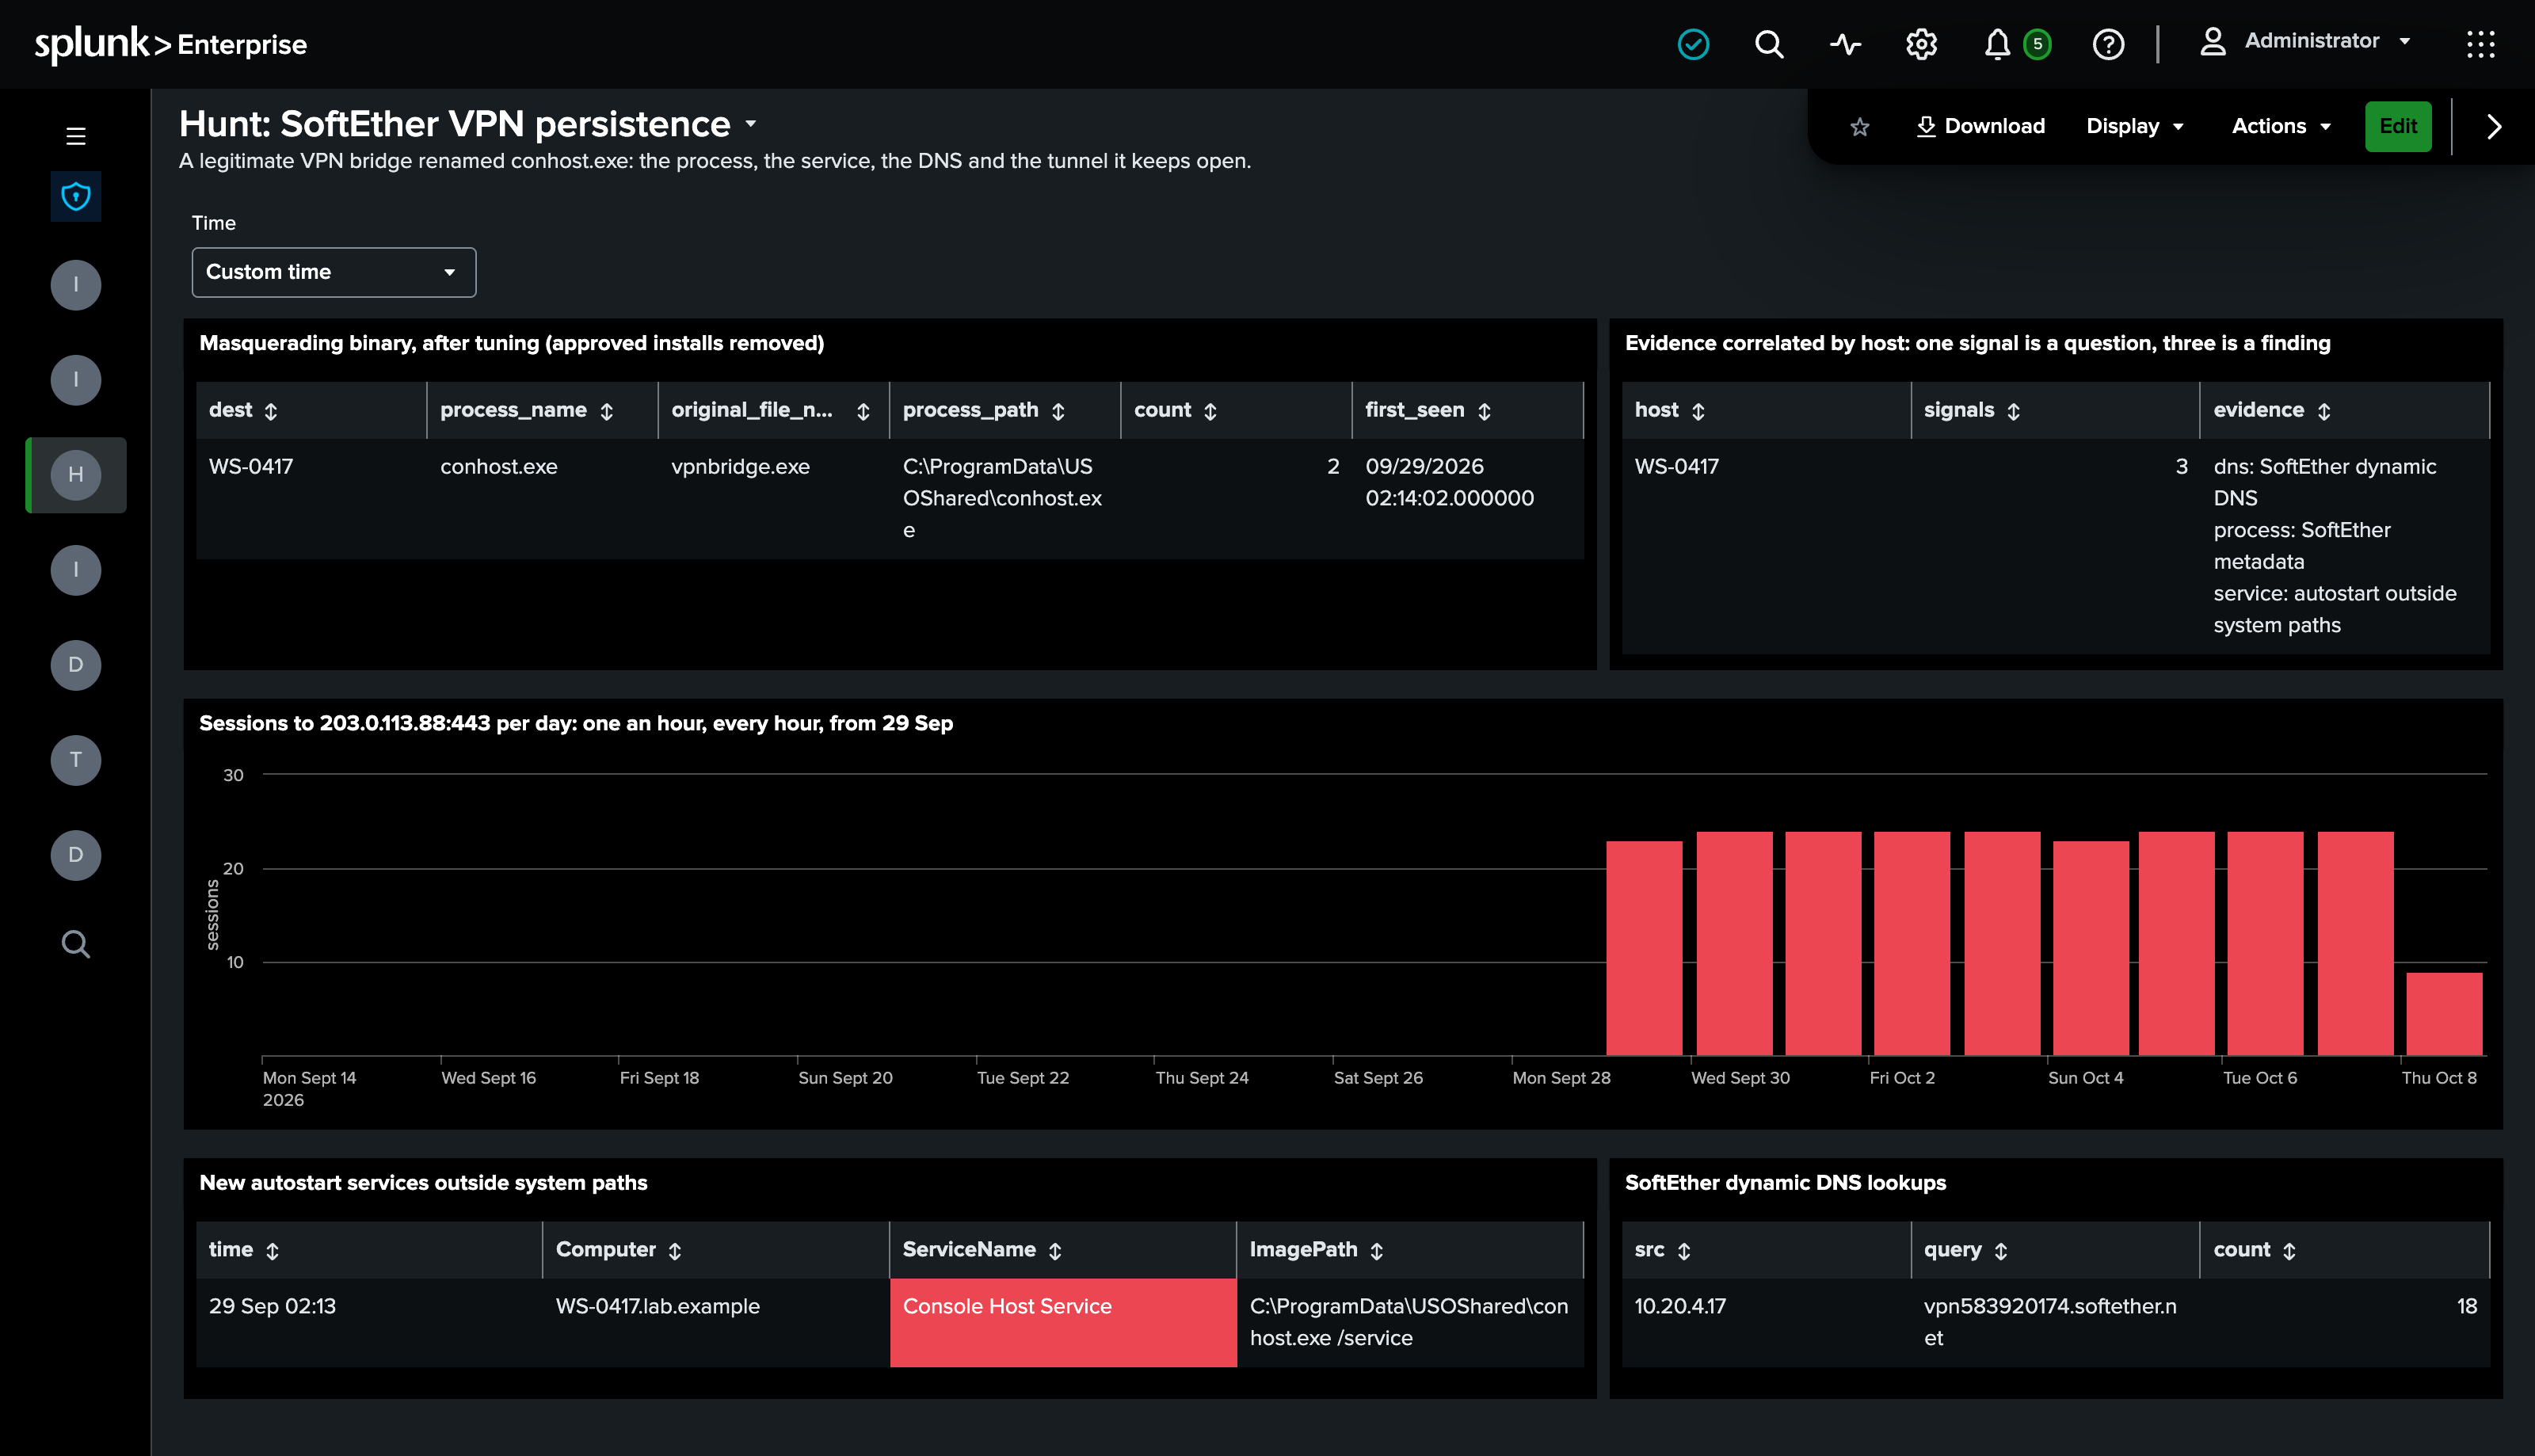 splunk> Enterprise
5
Administrator
Hunt: SoftEther VPN persistence
A legitimate VPN bridge renamed conhost.exe: the process, the service, the DNS and the tunnel it keeps open.
Download
Display
Actions
Edit
I
I
H
I
D
T
D
Time
Custom time
Masquerading binary, after tuning (approved installs removed)
dest process_name original_file_n... process_path count first_seen
WS-0417 conhost.exe vpnbridge.exe C:\ProgramData\US 2 09/29/2026
OShared\conhost.ex 02:14:02.000000
e
Evidence correlated by host: one signal is a question, three is a finding
host signals evidence
WS-0417 3 dns: SoftEther dynamic
DNS
process: SoftEther
metadata
service: autostart outside
system paths
Sessions to 203.0.113.88:443 per day: one an hour, every hour, from 29 Sep
sessions
30
20
10
Mon Sept 14 Wed Sept 16 Fri Sept 18 Sun Sept 20 Tue Sept 22 Thu Sept 24 Sat Sept 26 Mon Sept 28 Wed Sept 30 Fri Oct 2 Sun Oct 4 Tue Oct 6 Thu Oct 8
2026
New autostart services outside system paths
time Computer ServiceName ImagePath
29 Sep 02:13 WS-0417.lab.example Console Host Service C:\ProgramData\USOShared\con
host.exe /service
SoftEther dynamic DNS lookups
src query count
10.20.4.17 vpn583920174.softether.n 18
et